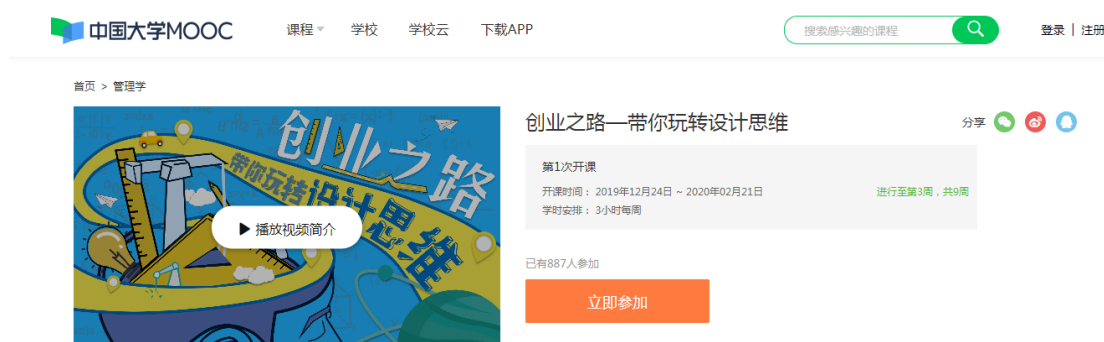 中国大学MOOC
课程 学校 学校云 下载APP
搜索感兴趣的课程
登录 | 注册
首页 > 管理学
创业之路
带你玩转设计思维
▶ 播放视频简介
创业之路—带你玩转设计思维
分享
第1次开课
开课时间： 2019年12月24日 ~ 2020年02月21日
进行至第3周，共9周
学时安排： 3小时每周
已有887人参加
立即参加